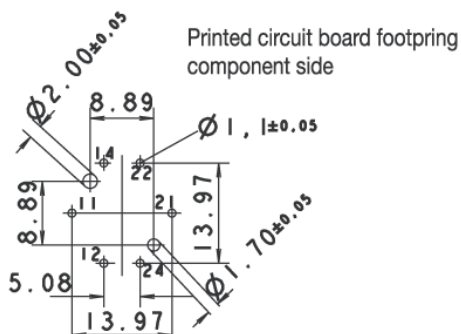 Printed circuit board footpring
component side
Ø2.00±0.05
8.89
Ø1,1±0.05
14
22
8.89
11
21
13.97
12
24
5.08
Ø1.70±0.05
13.97